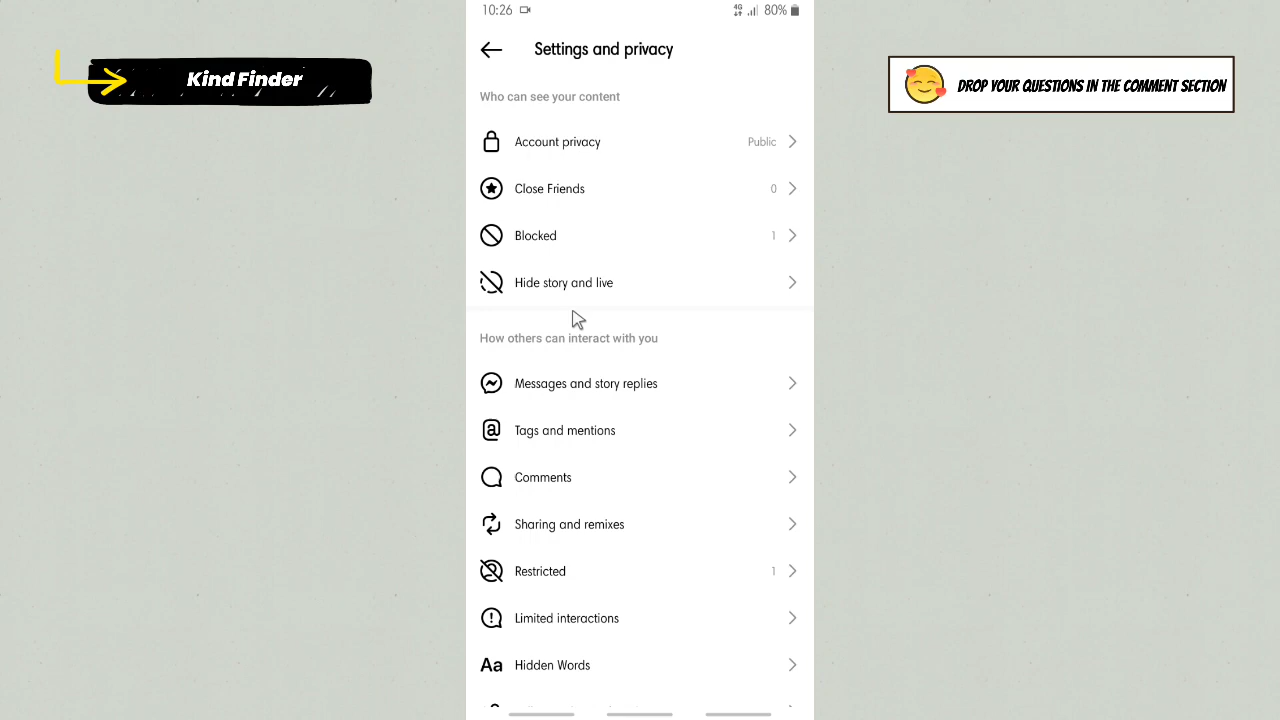 10:26
4G
80%
Kind Finder
Settings and privacy
DROP YOUR QUESTIONS IN THE COMMENT SECTION
Who can see your content
Account privacy Public
Close Friends 0
Blocked 1
Hide story and live
How others can interact with you
Messages and story replies
Tags and mentions
Comments
Sharing and remixes
Restricted 1
Limited interactions
Aa Hidden Words